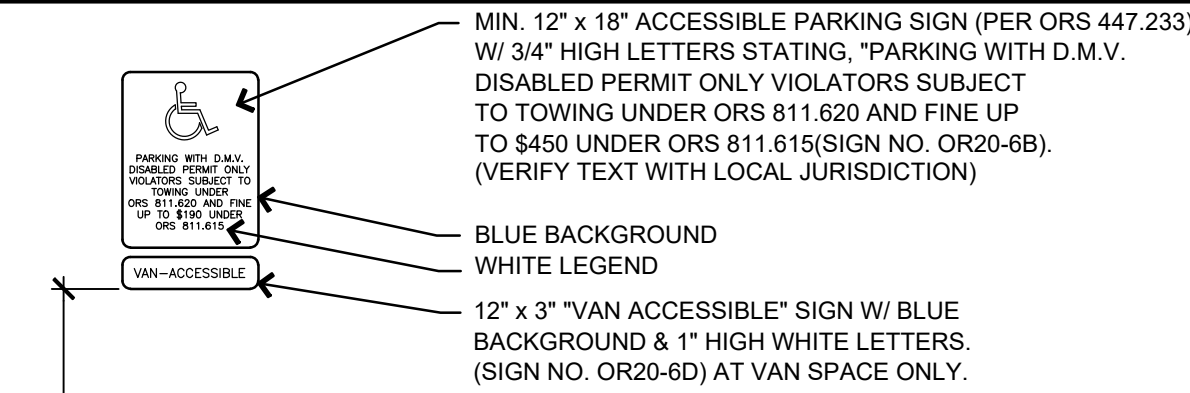 MIN. 12" x 18" ACCESSIBLE PARKING SIGN (PER ORS 447.233)
W/ 3/4" HIGH LETTERS STATING, "PARKING WITH D.M.V.
DISABLED PERMIT ONLY VIOLATORS SUBJECT
TO TOWING UNDER ORS 811.620 AND FINE UP
TO $450 UNDER ORS 811.615(SIGN NO. OR20-6B).
(VERIFY TEXT WITH LOCAL JURISDICTION)
PARKING WITH D.M.V.
DISABLED PERMIT ONLY
VIOLATORS SUBJECT TO
TOWING UNDER
ORS 811.620 AND FINE
UP TO $190 UNDER
ORS 811.615
BLUE BACKGROUND
WHITE LEGEND
VAN-ACCESSIBLE
12" x 3" "VAN ACCESSIBLE" SIGN W/ BLUE
BACKGROUND & 1" HIGH WHITE LETTERS.
(SIGN NO. OR20-6D) AT VAN SPACE ONLY.